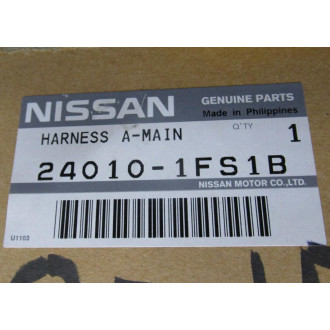 NISSAN GENUINE PARTS
Made in Philippines
HARNESS A-MAIN Q'TY 1
24010-1FS1B
NISSAN MOTOR CO.,LTD.
U1103